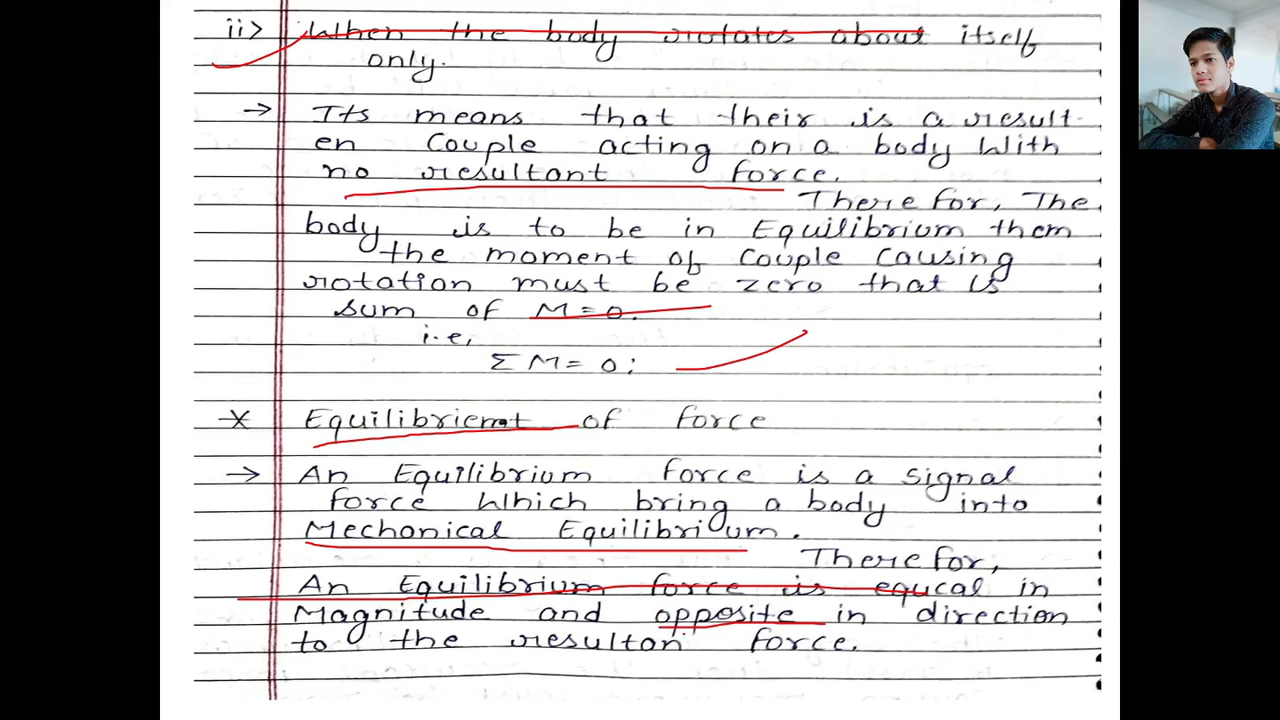 ii> When the body rotates about itself
only.
→ Its means that their is a result-
en couple acting on a body with
no resultant force.
There for, The
body is to be in Equilibrium them
the moment of couple causing
rotation must be zero that is
sum of M=0.
i.e,
Σ M = 0;
* Equilibrient of force
→ An Equilibrium force is a signal
force which bring a body into
Mechanical Equilibrium.
There for,
An Equilibrium force is equcal in
Magnitude and opposite in direction
to the resulton force.